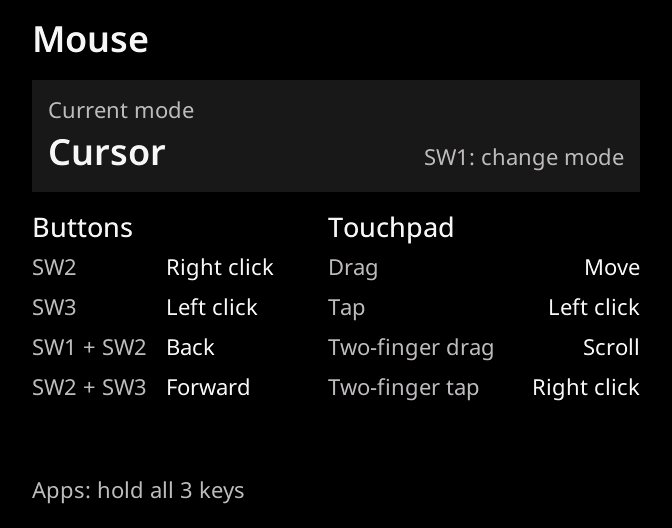 Mouse
Current mode
Cursor
SW1: change mode
Buttons
SW2 Right click
SW3 Left click
SW1 + SW2 Back
SW2 + SW3 Forward
Touchpad
Drag Move
Tap Left click
Two-finger drag Scroll
Two-finger tap Right click
Apps: hold all 3 keys